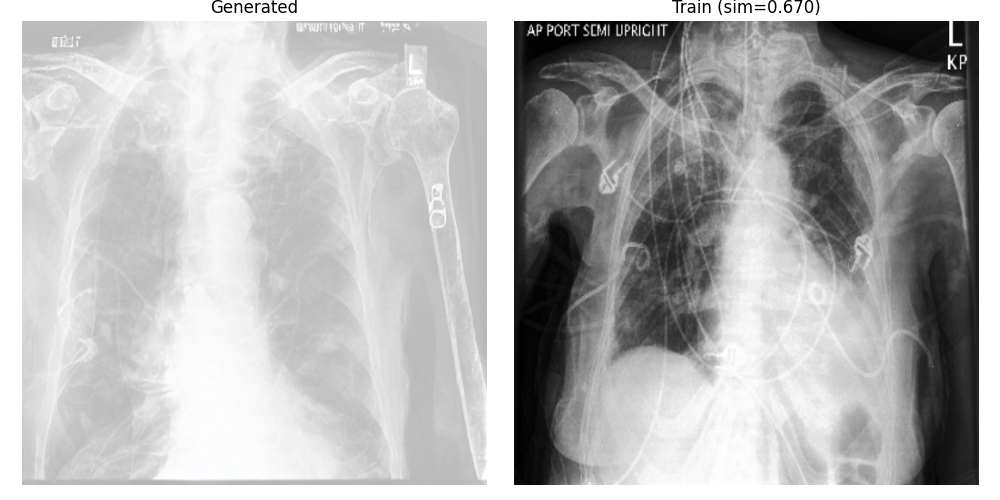 Generated
Train (sim=0.670)
L
AP PORT SEMI UPRIGHT
L
KP